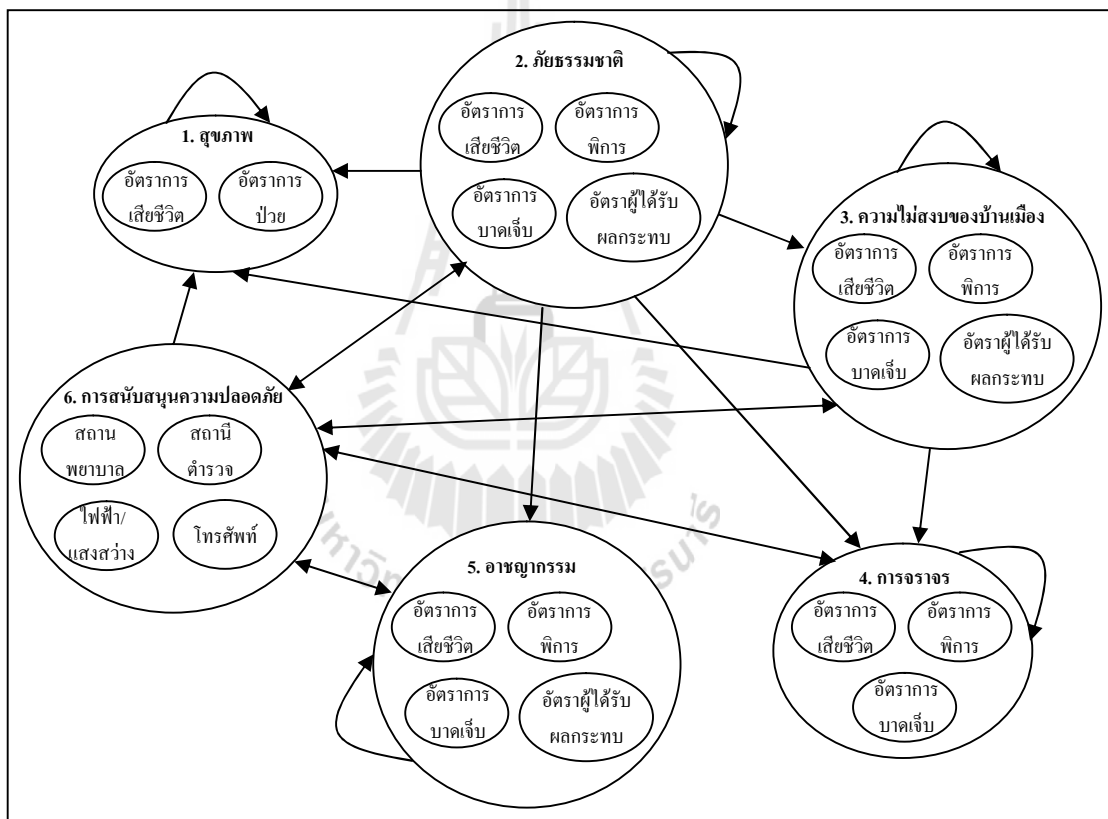 2. ภัยธรรมชาติ
อัตราการ
เสียชีวิต
อัตราการ
พิการ
อัตราการ
บาดเจ็บ
อัตราผู้ได้รับ
ผลกระทบ
1. สุขภาพ
อัตราการ
เสียชีวิต
อัตราการ
ป่วย
3. ความไม่สงบของบ้านเมือง
อัตราการ
เสียชีวิต
อัตราการ
พิการ
อัตราการ
บาดเจ็บ
อัตราผู้ได้รับ
ผลกระทบ
6. การสนับสนุนความปลอดภัย
สถาน
พยาบาล
สถานี
ตำรวจ
ไฟฟ้า/
แสงสว่าง
โทรศัพท์
5. อาชญากรรม
อัตราการ
เสียชีวิต
อัตราการ
พิการ
อัตราการ
บาดเจ็บ
อัตราผู้ได้รับ
ผลกระทบ
4. การจราจร
อัตราการ
เสียชีวิต
อัตราการ
พิการ
อัตราการ
บาดเจ็บ